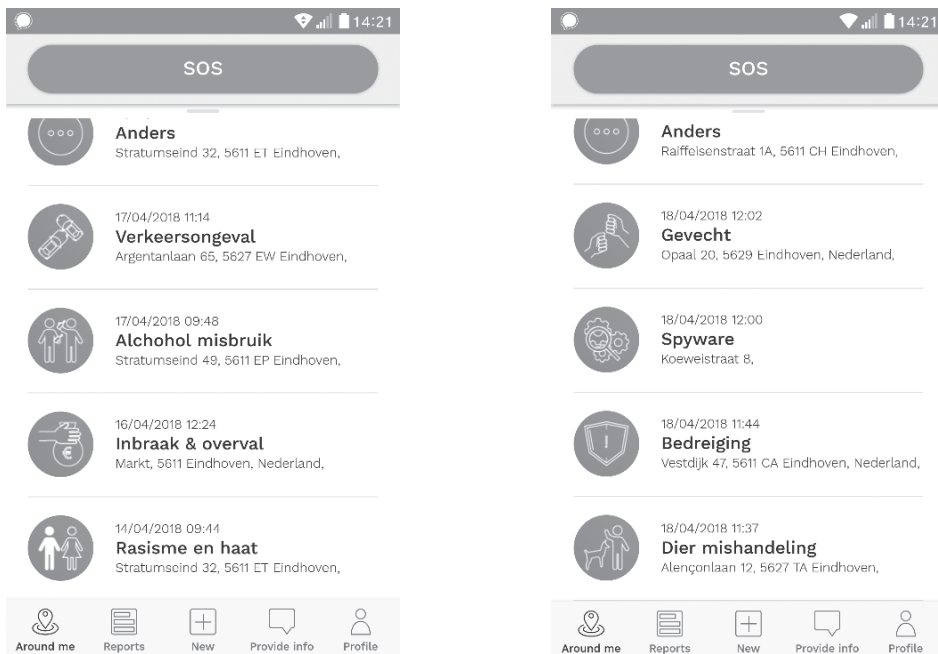 14:21
SOS
Anders
Stratumseind 32, 5611 ET Eindhoven,
17/04/2018 11:14
Verkeersongeval
Argentanlaan 65, 5627 EW Eindhoven,
17/04/2018 09:48
Alchohol misbruik
Stratumseind 49, 5611 EP Eindhoven,
16/04/2018 12:24
Inbraak & overval
Markt, 5611 Eindhoven, Nederland,
14/04/2018 09:44
Rasisme en haat
Stratumseind 32, 5611 ET Eindhoven,
Around me Reports New Provide info Profile
14:21
SOS
Anders
Raiffeisenstraat 1A, 5611 CH Eindhoven,
18/04/2018 12:02
Gevecht
Opaal 20, 5629 Eindhoven, Nederland,
18/04/2018 12:00
Spyware
Koeweistraat 8,
18/04/2018 11:44
Bedreiging
Vestdijk 47, 5611 CA Eindhoven, Nederland,
18/04/2018 11:37
Dier mishandeling
Alençonlaan 12, 5627 TA Eindhoven,
Around me Reports New Provide info Profile